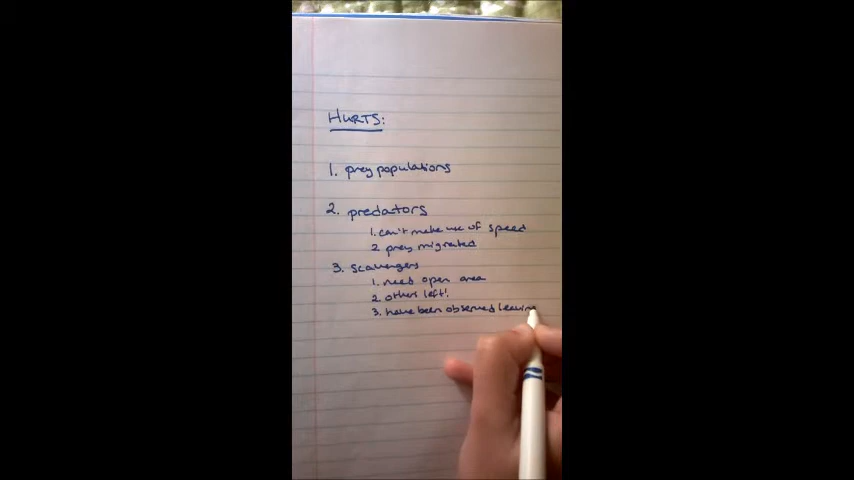 HURTS:
1. prey populations
2. predators
1. can't make use of speed
2. prey migrated
3. scavengers
1. need open area
2. others left!
3. have been observed leaving